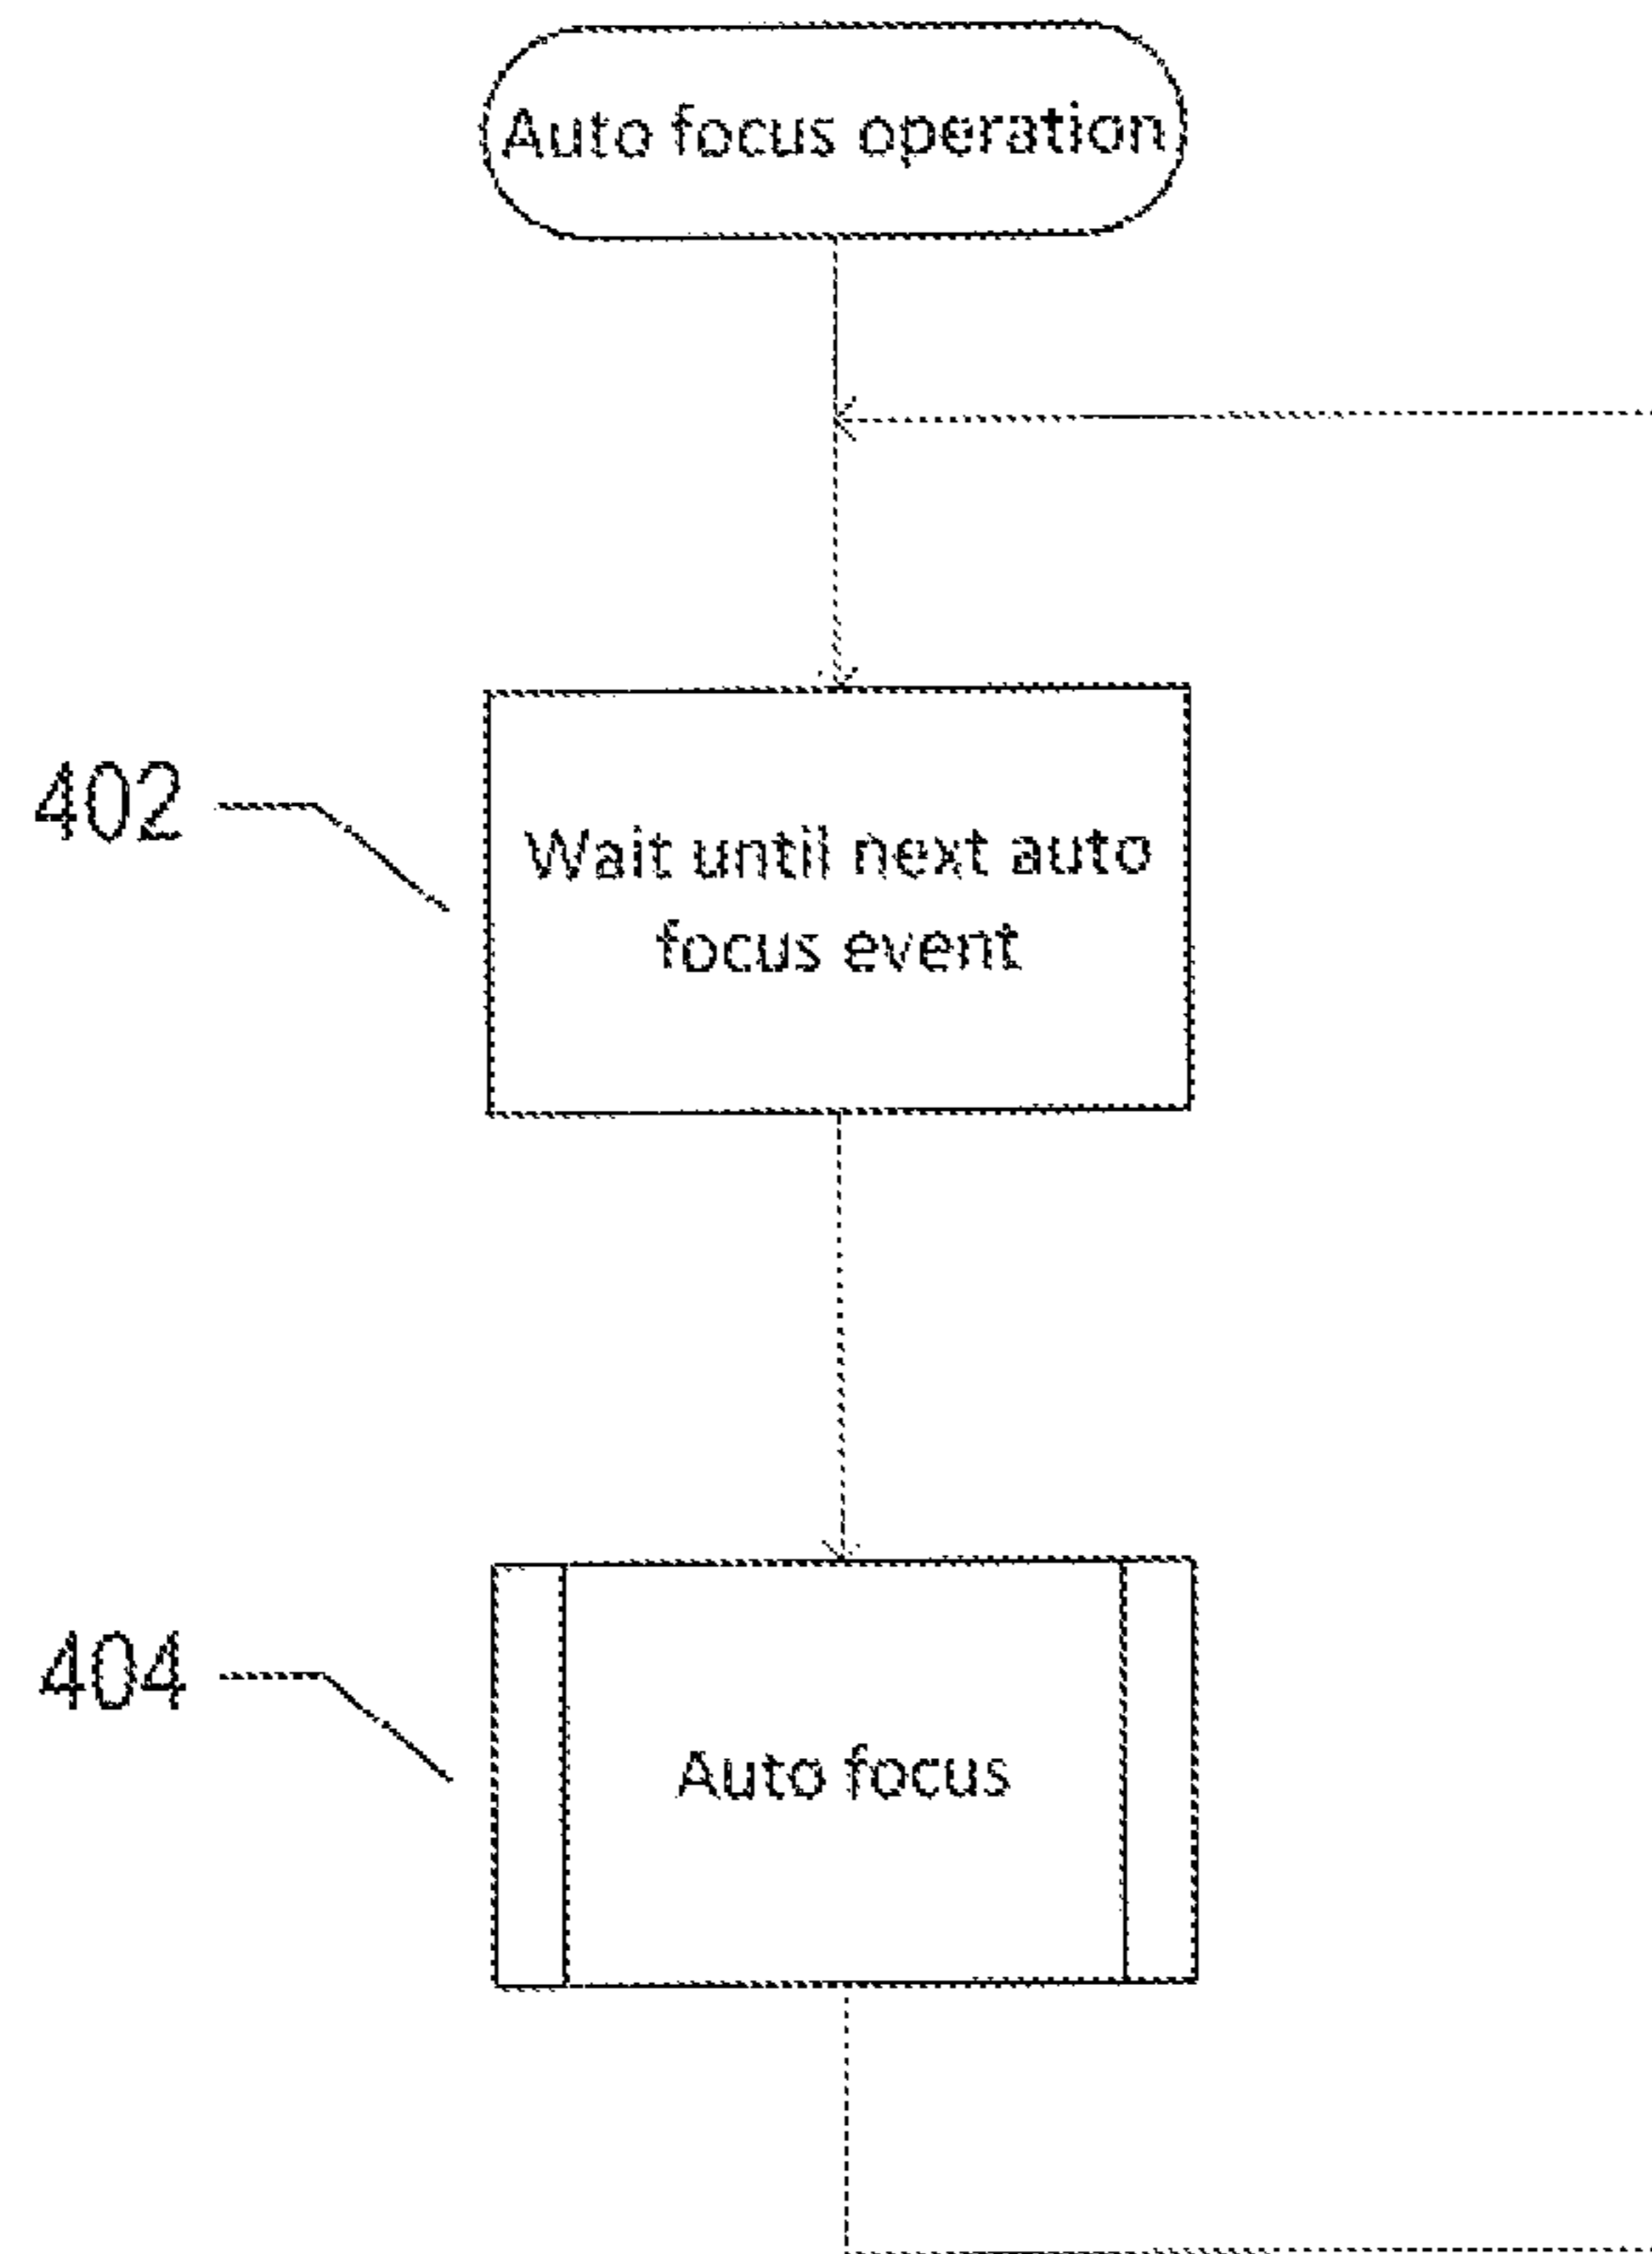 Auto focus operation
402
Wait until next auto
focus event
404
Auto focus